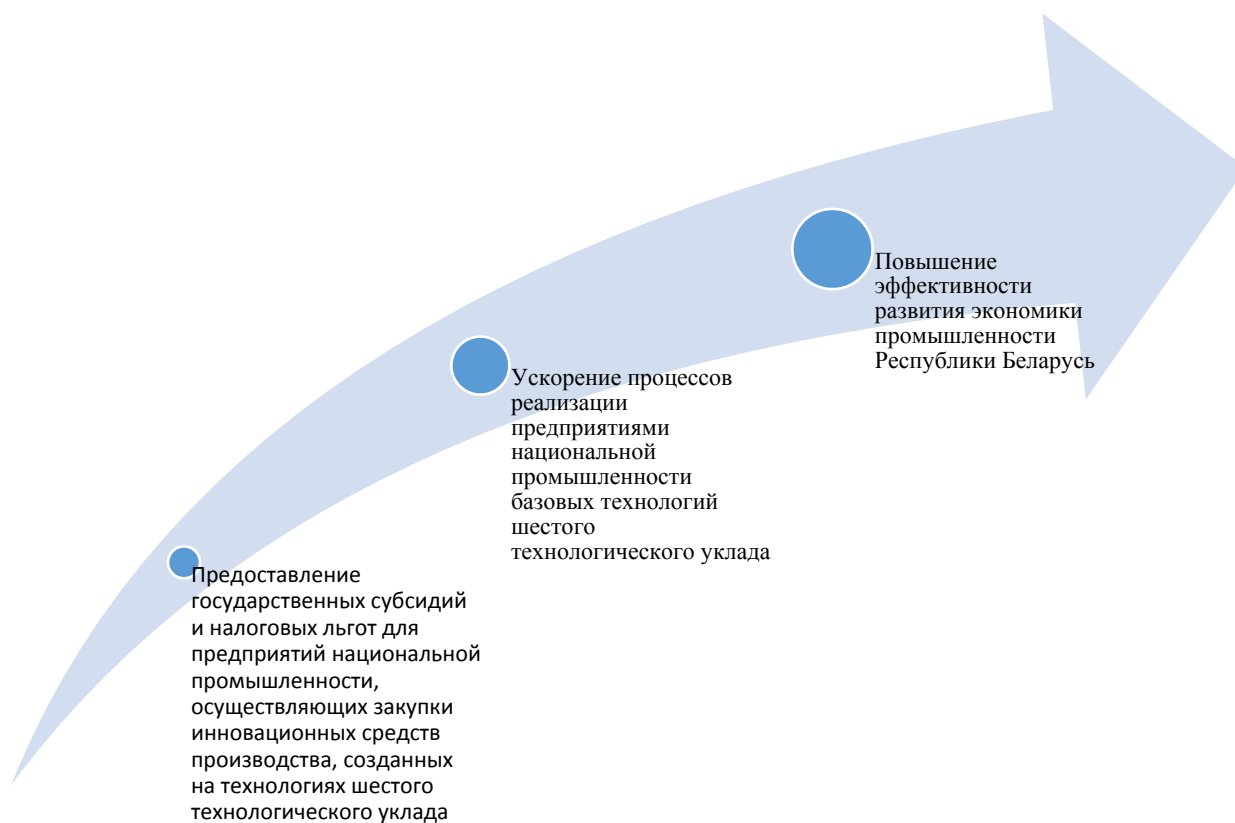 Предоставление
государственных субсидий
и налоговых льгот для
предприятий национальной
промышленности,
осуществляющих закупки
инновационных средств
производства, созданных
на технологиях шестого
технологического уклада
Ускорение процессов
реализации
предприятиями
национальной
промышленности
базовых технологий
шестого
технологического уклада
Повышение
эффективности
развития экономики
промышленности
Республики Беларусь